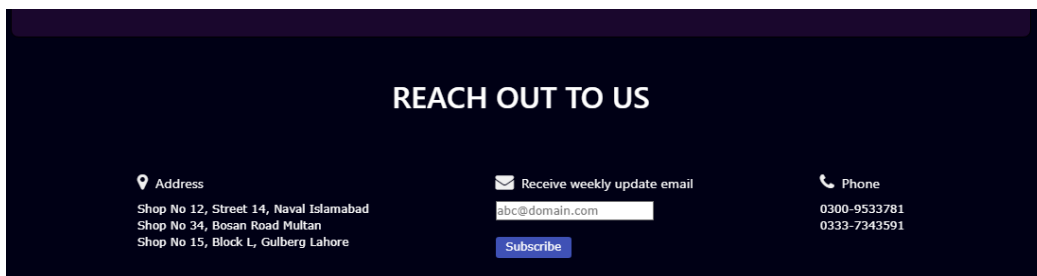 REACH OUT TO US
Address
Shop No 12, Street 14, Naval Islamabad
Shop No 34, Bosan Road Multan
Shop No 15, Block L, Gulberg Lahore
Receive weekly update email
abc@domain.com
Subscribe
Phone
0300-9533781
0333-7343591